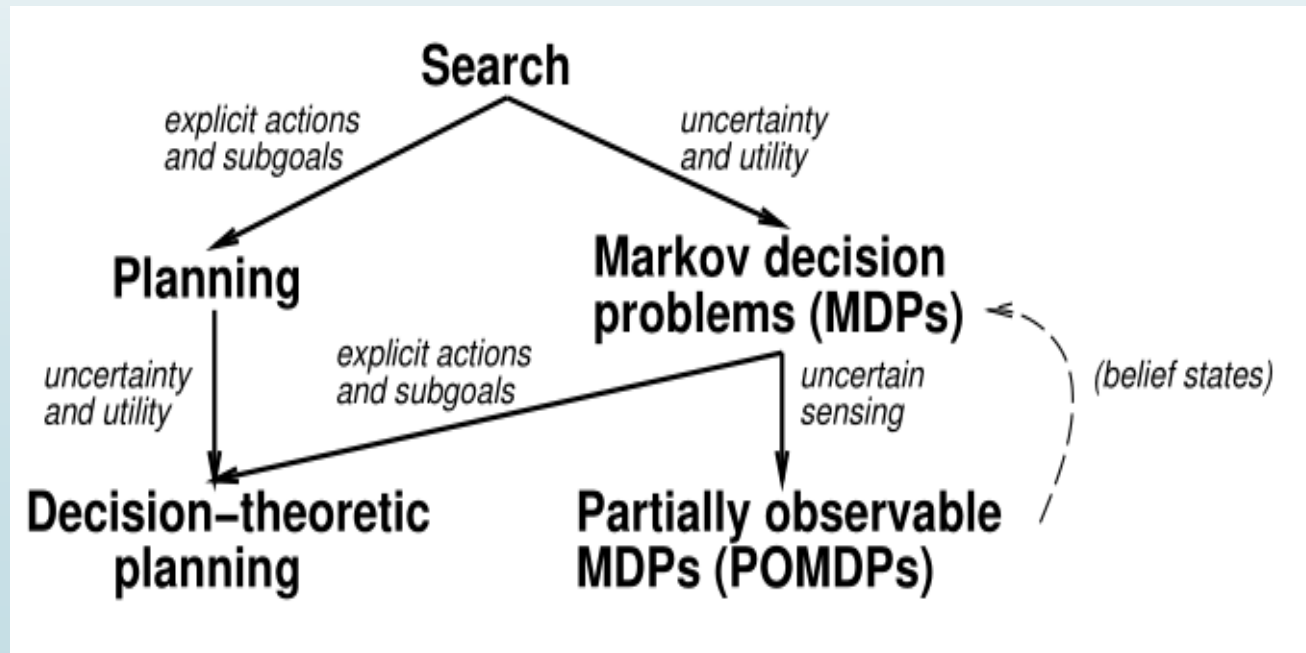 Search
explicit actions
and subgoals
uncertainty
and utility
Planning
Markov decision
problems (MDPs)
uncertainty
and utility
explicit actions
and subgoals
uncertain
sensing
(belief states)
Decision–theoretic
planning
Partially observable
MDPs (POMDPs)